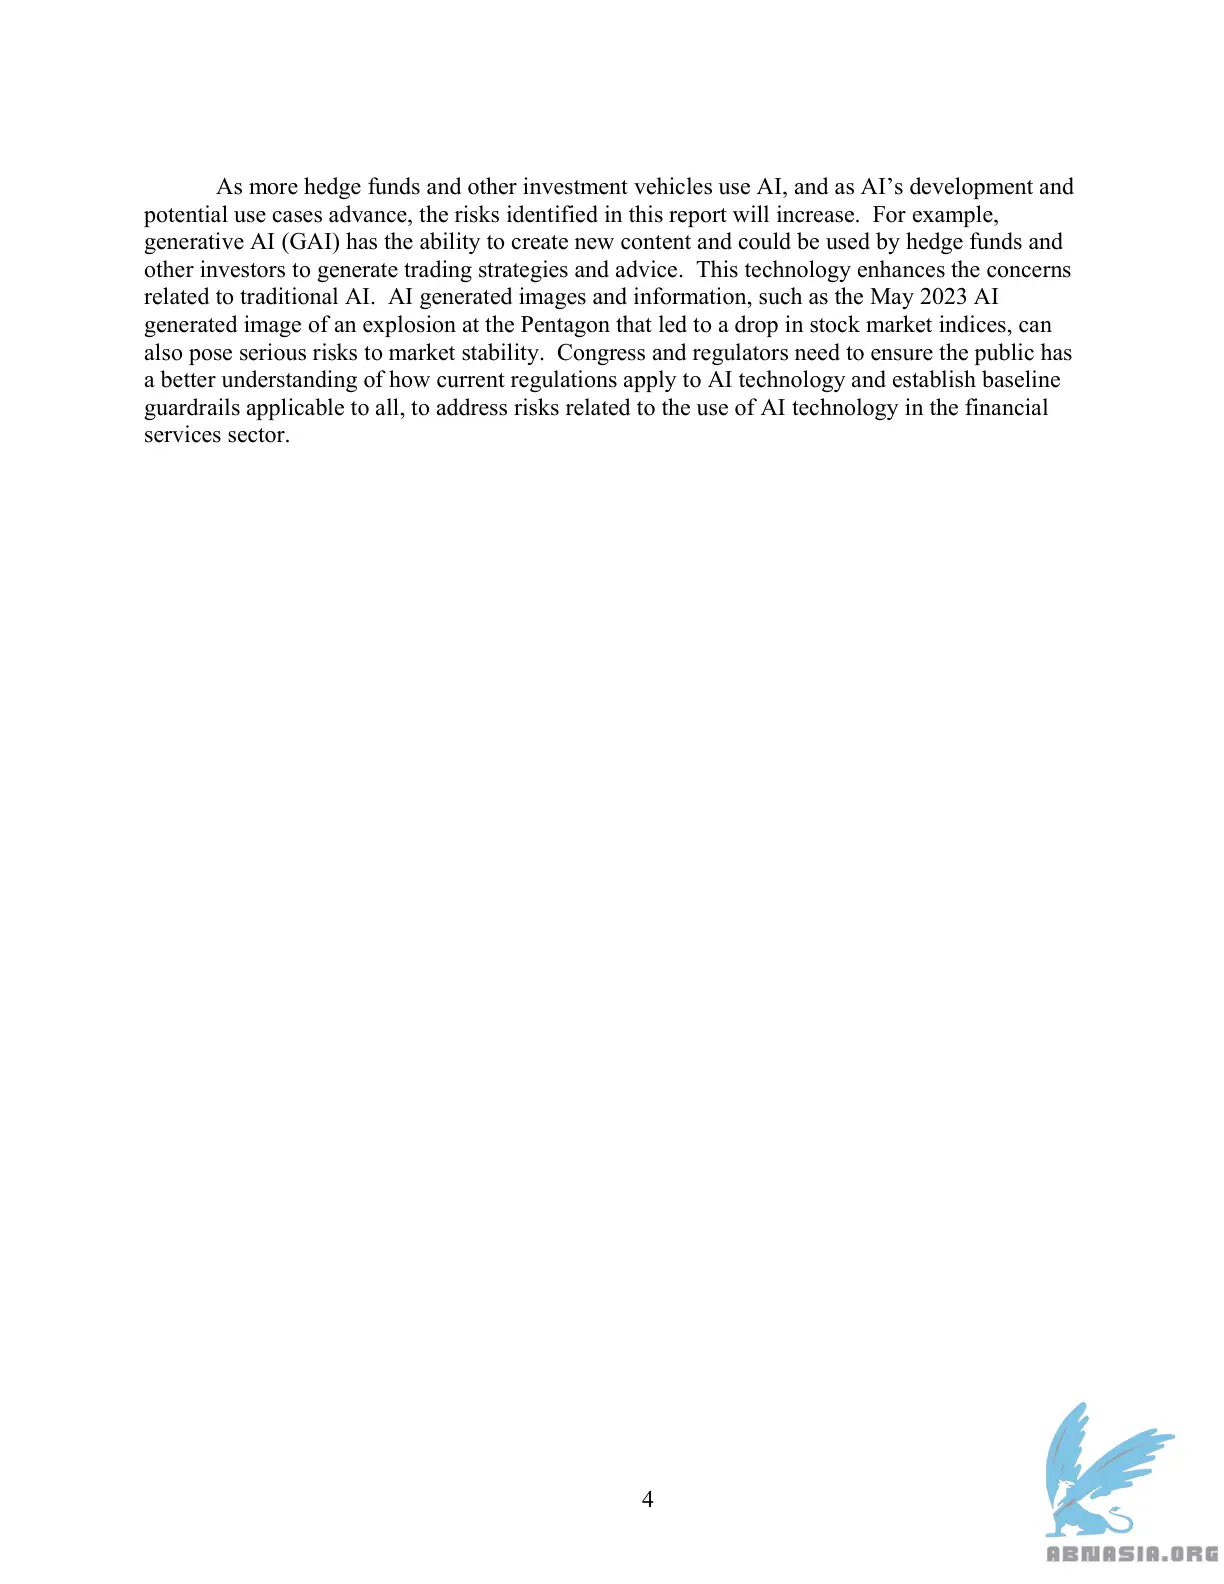 As more hedge funds and other investment vehicles use AI, and as AI’s development and
potential use cases advance, the risks identified in this report will increase.  For example,
generative AI (GAI) has the ability to create new content and could be used by hedge funds and
other investors to generate trading strategies and advice.  This technology enhances the concerns
related to traditional AI.  AI generated images and information, such as the May 2023 AI
generated image of an explosion at the Pentagon that led to a drop in stock market indices, can
also pose serious risks to market stability.  Congress and regulators need to ensure the public has
a better understanding of how current regulations apply to AI technology and establish baseline
guardrails applicable to all, to address risks related to the use of AI technology in the financial
services sector.
4
ABNASIA.ORG